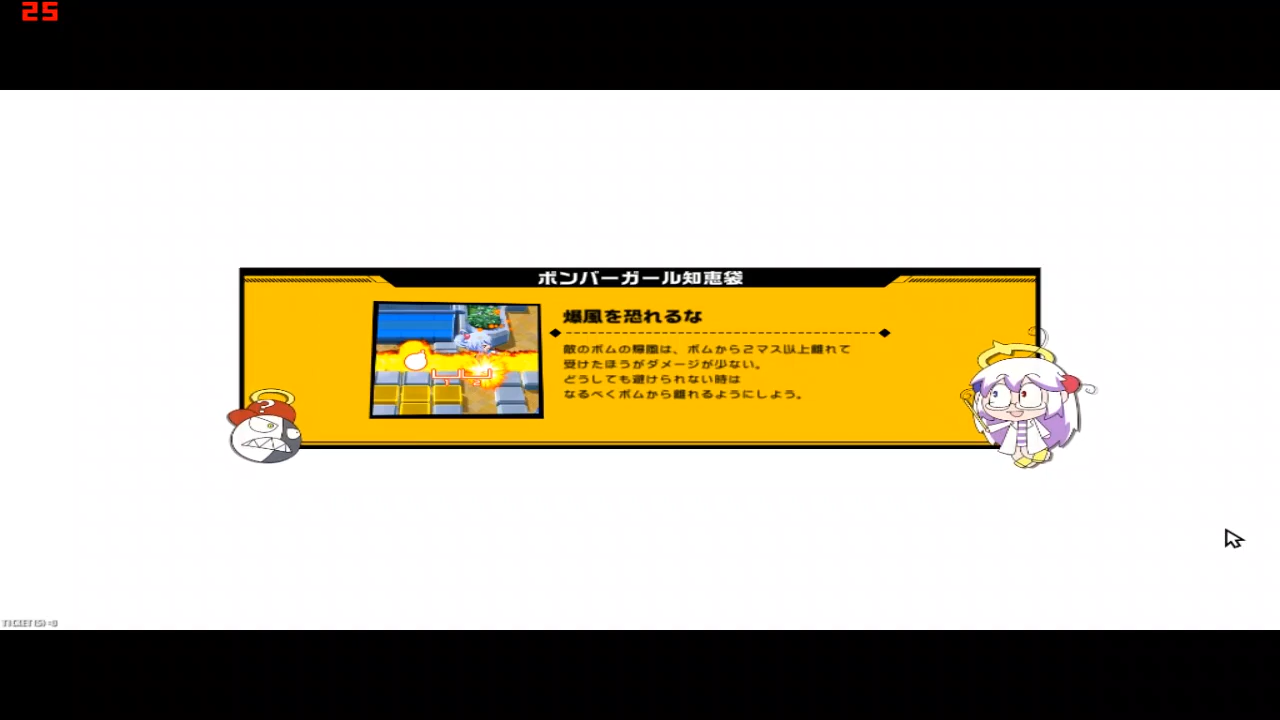 25
ボンバーガール知恵袋
爆風を恐れるな
敵のボムの爆風は、ボムから2マス以上離れて
受けたほうがダメージが少ない。
どうしても避けられない時は
なるべくボムから離れるようにしよう。
TICKET(S):0